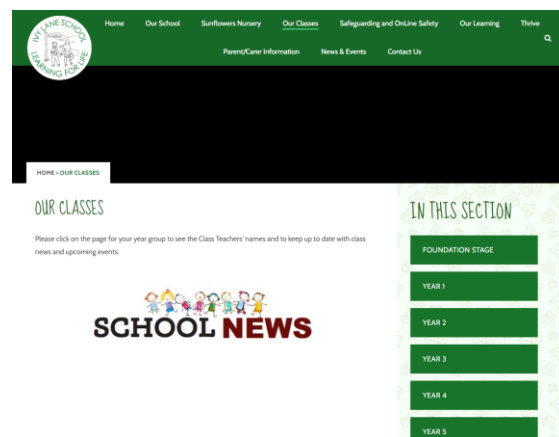 IVY LANE SCHOOL
LEARNING FOR LIFE
Home Our School Sunflowers Nursery Our Classes Safeguarding and OnLine Safety Our Learning Thrive
Parent/Carer Information News & Events Contact Us
HOME • OUR CLASSES
OUR CLASSES
Please click on the page for your year group to see the Class Teachers' names and to keep up to date with class
news and upcoming events.
SCHOOL NEWS
IN THIS SECTION
FOUNDATION STAGE
YEAR 1
YEAR 2
YEAR 3
YEAR 4
YEAR 5